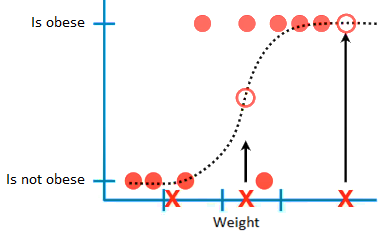 Is obese
Is not obese
X X X
Weight